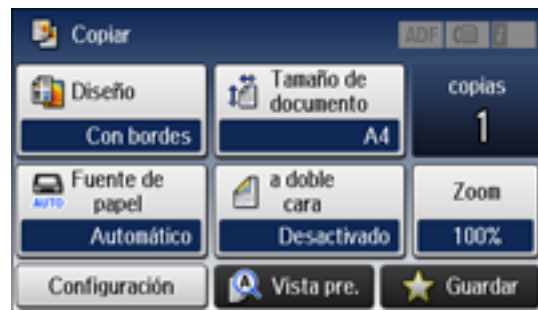 Copiar
ADF
Diseño
Con bordes
Tamaño de
documento
A4
copias
1
Fuente de
papel
AUTO
Automático
a doble
cara
Desactivado
Zoom
100%
Configuración
Vista pre.
Guardar